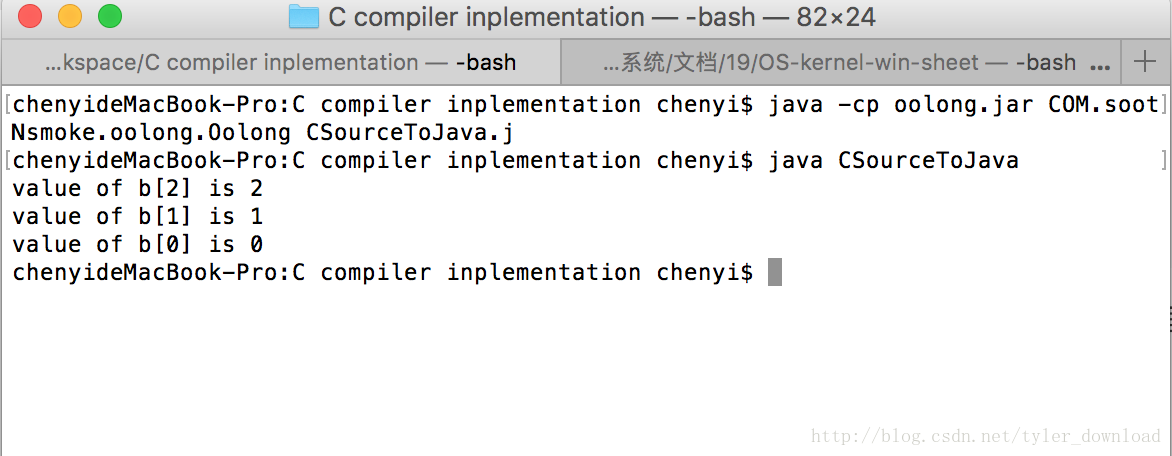 C compiler inplementation — -bash — 82×24
...kspace/C compiler inplementation — -bash
...系统/文档/19/OS-kernel-win-sheet — -bash ...
[chenyideMacBook-Pro:C compiler inplementation chenyi$ java -cp oolong.jar COM.soot]
Nsmoke.oolong.Oolong CSourceToJava.j
[chenyideMacBook-Pro:C compiler inplementation chenyi$ java CSourceToJava ]
value of b[2] is 2
value of b[1] is 1
value of b[0] is 0
chenyideMacBook-Pro:C compiler inplementation chenyi$
http://blog.csdn.net/tyler_download